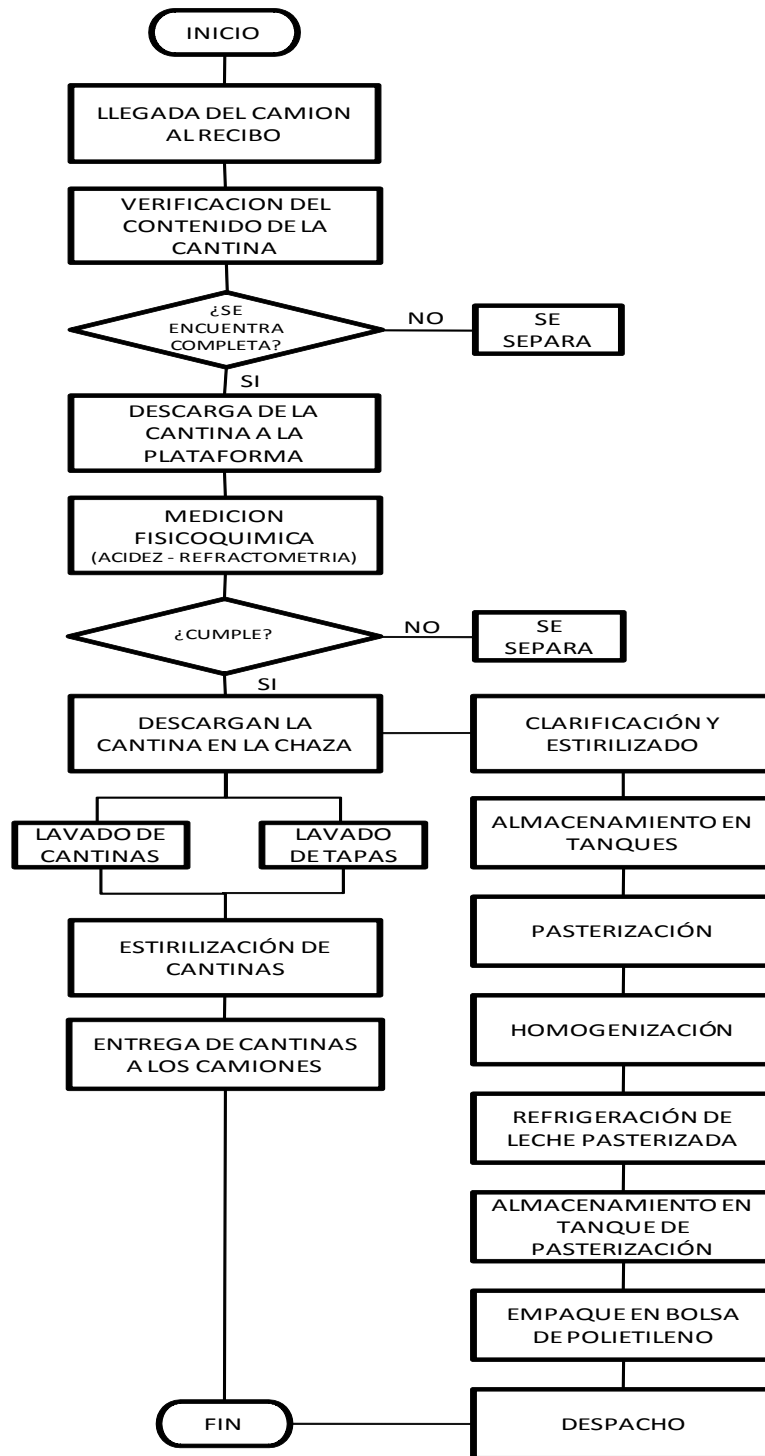 INICIO
LLEGADA DEL CAMION
AL RECIBO
VERIFICACION DEL
CONTENIDO DE LA
CANTINA
¿SE
ENCUENTRA
COMPLETA?
NO
SE
SEPARA
SI
DESCARGA DE LA
CANTINA A LA
PLATAFORMA
MEDICION
FISICOQUIMICA
(ACIDEZ - REFRACTOMETRIA)
¿CUMPLE?
NO
SE
SEPARA
SI
DESCARGAN LA
CANTINA EN LA CHAZA
LAVADO DE
CANTINAS
LAVADO
DE TAPAS
ESTIRILIZACIÓN DE
CANTINAS
ENTREGA DE CANTINAS
A LOS CAMIONES
CLARIFICACIÓN Y
ESTIRILIZADO
ALMACENAMIENTO EN
TANQUES
PASTERIZACIÓN
HOMOGENIZACIÓN
REFRIGERACIÓN DE
LECHE PASTERIZADA
ALMACENAMIENTO EN
TANQUE DE
PASTERIZACIÓN
EMPAQUE EN BOLSA
DE POLIETILENO
DESPACHO
FIN